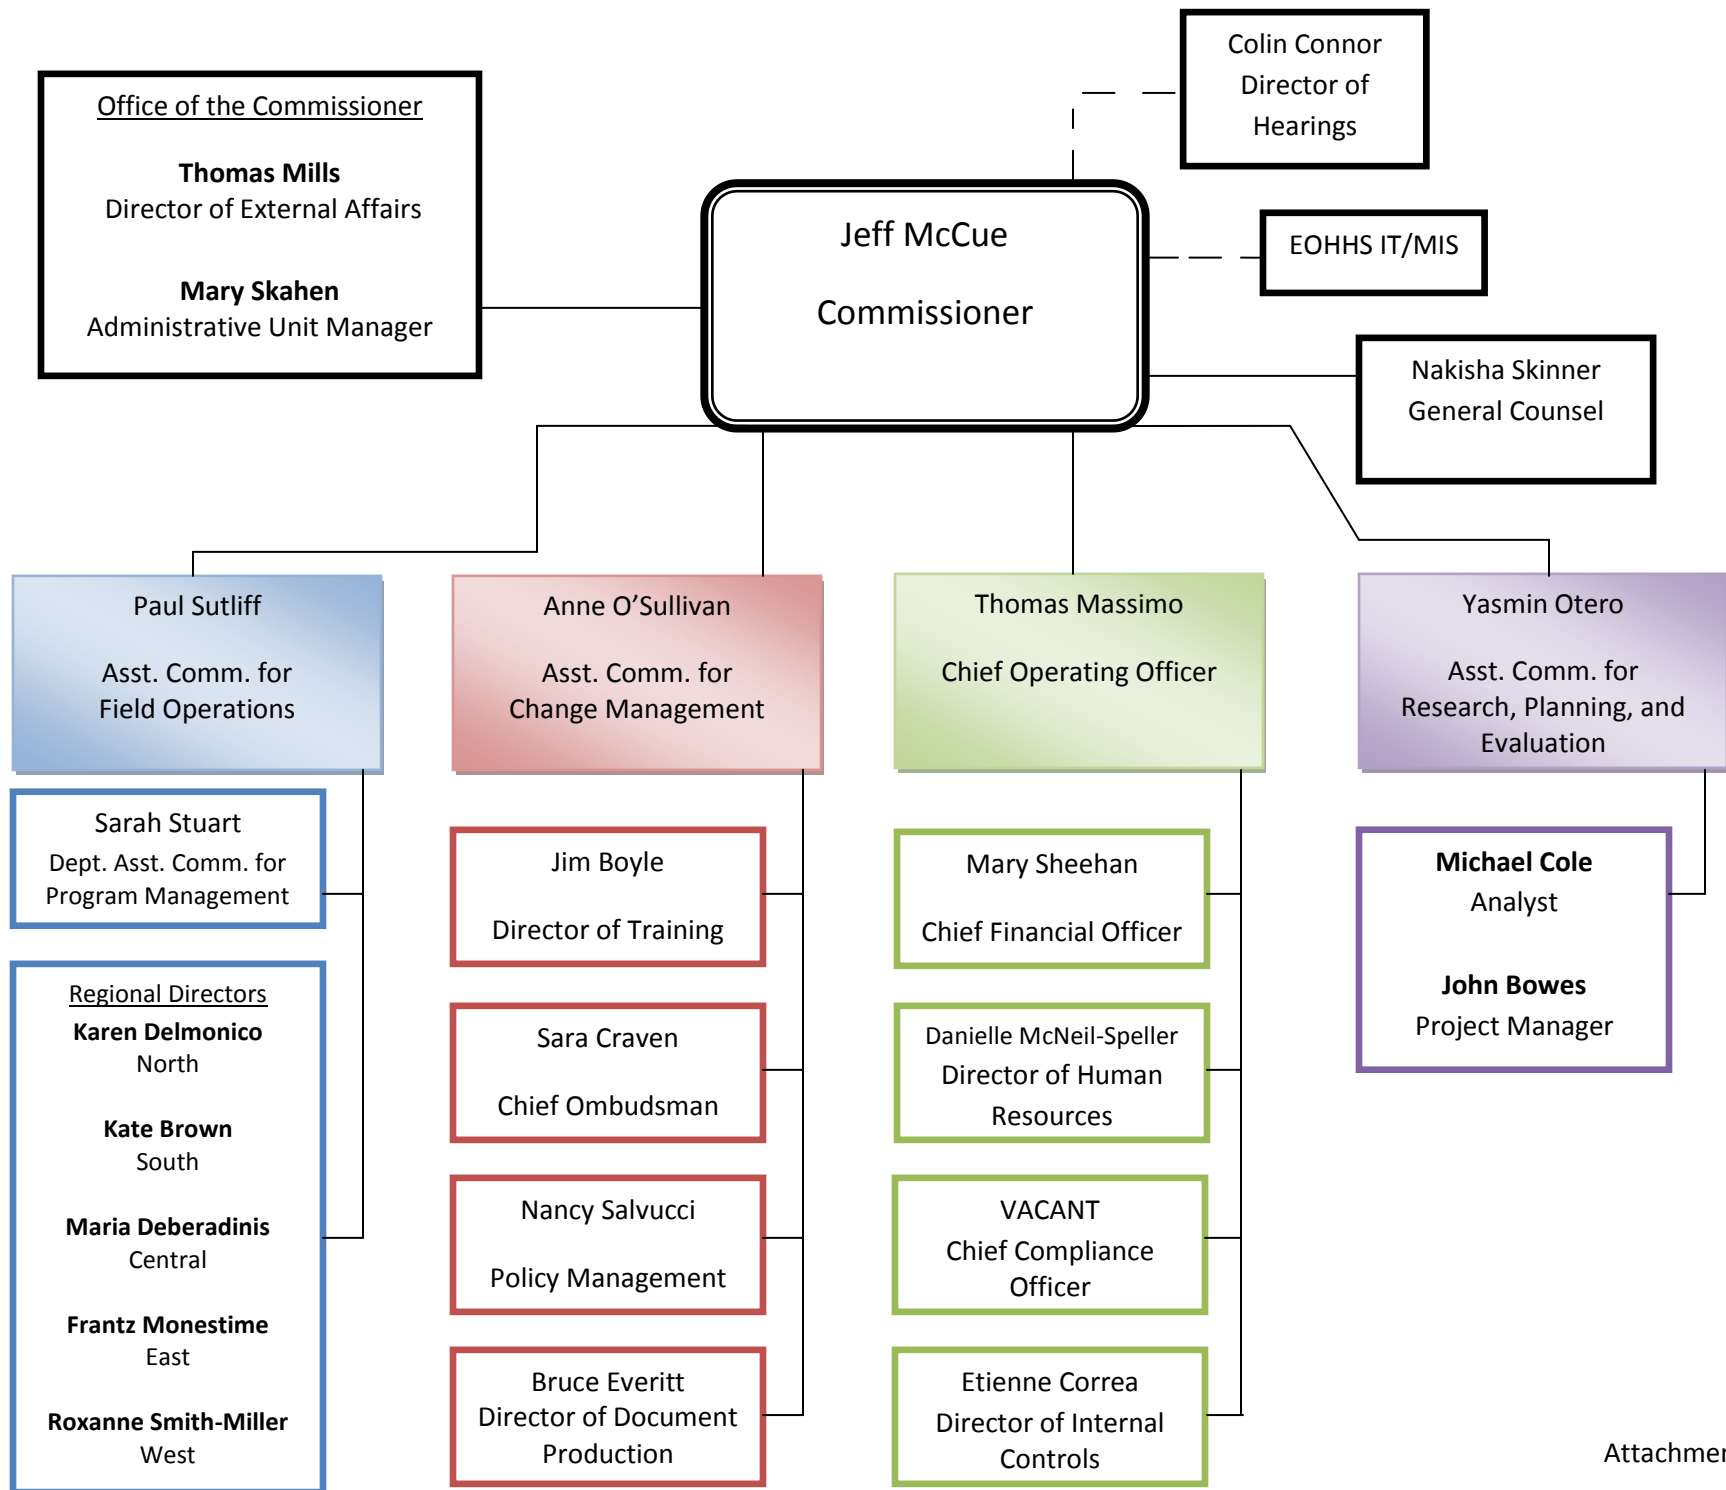 Colin Connor
Director of
Hearings
Office of the Commissioner
Thomas Mills
Director of External Affairs
Mary Skahen
Administrative Unit Manager
Jeff McCue
Commissioner
EOHHS IT/MIS
Nakisha Skinner
General Counsel
Paul Sutliff
Asst. Comm. for
Field Operations
Sarah Stuart
Dept. Asst. Comm. for
Program Management
Regional Directors
Karen Delmonico
North
Kate Brown
South
Maria Deberadinis
Central
Frantz Monestime
East
Roxanne Smith-Miller
West
Anne O’Sullivan
Asst. Comm. for
Change Management
Jim Boyle
Director of Training
Sara Craven
Chief Ombudsman
Nancy Salvucci
Policy Management
Bruce Everitt
Director of Document
Production
Thomas Massimo
Chief Operating Officer
Mary Sheehan
Chief Financial Officer
Danielle McNeil-Speller
Director of Human
Resources
VACANT
Chief Compliance
Officer
Etienne Correa
Director of Internal
Controls
Yasmin Otero
Asst. Comm. for
Research, Planning, and
Evaluation
Michael Cole
Analyst
John Bowes
Project Manager